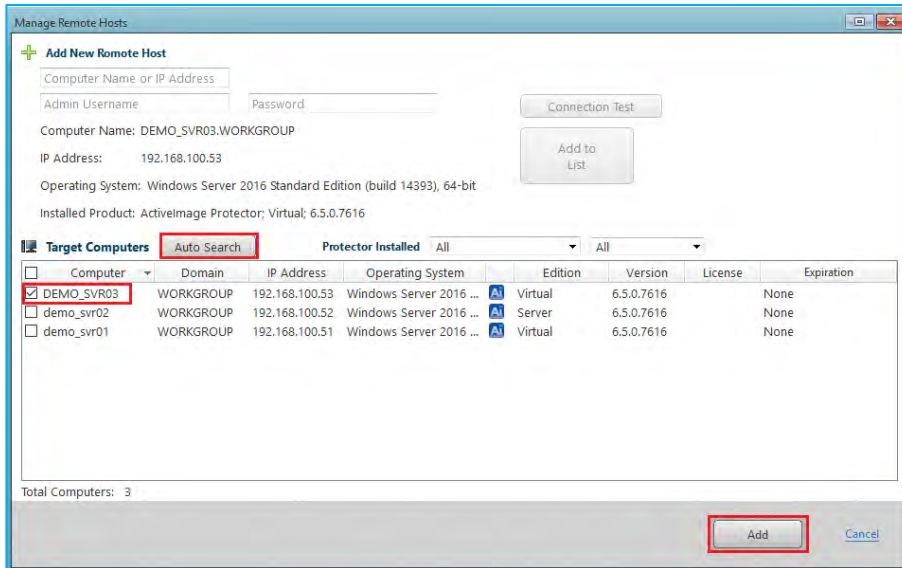 Manage Remote Hosts
Add New Romote Host
Computer Name or IP Address
Admin Username Password Connection Test
Computer Name: DEMO_SVR03.WORKGROUP
Add to
List
IP Address: 192.168.100.53
Operating System: Windows Server 2016 Standard Edition (build 14393), 64-bit
Installed Product: ActiveImage Protector; Virtual; 6.5.0.7616
Target Computers Auto Search Protector Installed All All
Computer Domain IP Address Operating System Edition Version License Expiration
DEMO_SVR03 WORKGROUP 192.168.100.53 Windows Server 2016 ... Ai Virtual 6.5.0.7616 None
demo_svr02 WORKGROUP 192.168.100.52 Windows Server 2016 ... Ai Server 6.5.0.7616 None
demo_svr01 WORKGROUP 192.168.100.51 Windows Server 2016 ... Ai Virtual 6.5.0.7616 None
Total Computers: 3
Add Cancel